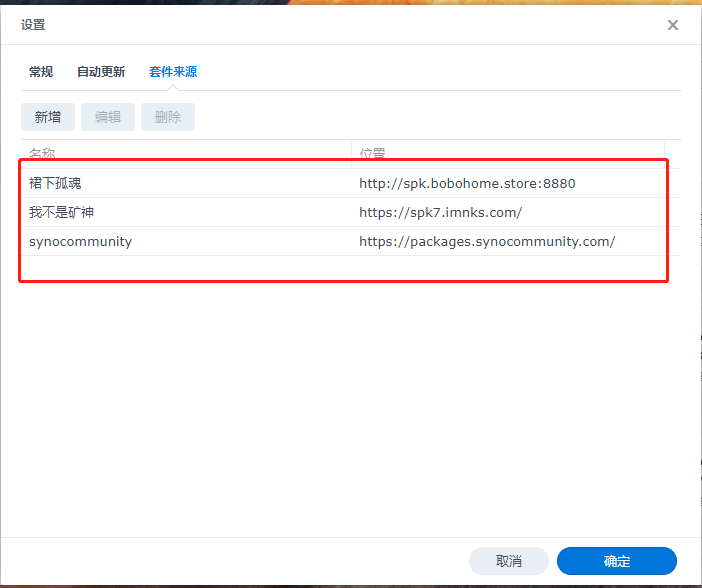 设置
常规 自动更新 套件来源
新增 编辑 删除
名称 位置
裙下孤魂 http://spk.bobohome.store:8880
我不是矿神 https://spk7.imnks.com/
synocommunity https://packages.synocommunity.com/
取消 确定